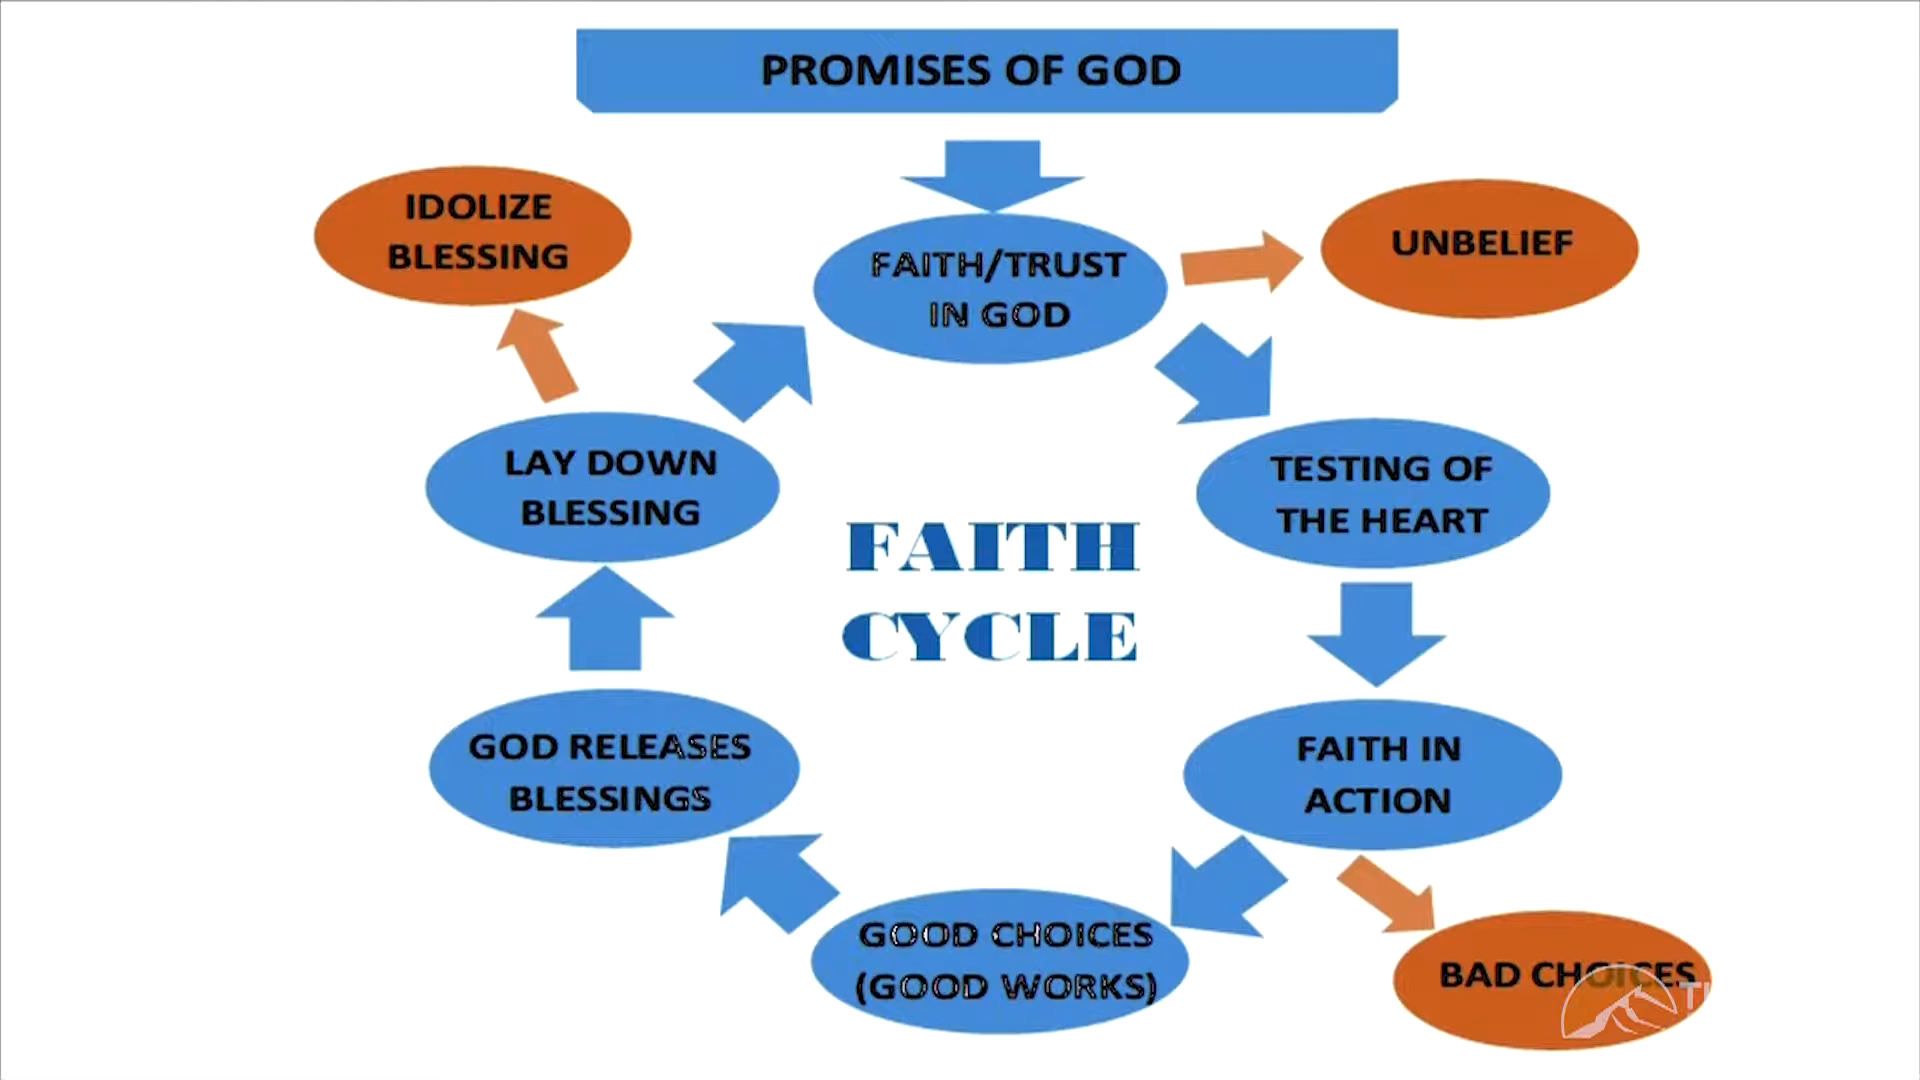 PROMISES OF GOD
IDOLIZE
BLESSING
FAITH/TRUST
IN GOD
UNBELIEF
LAY DOWN
BLESSING
TESTING OF
THE HEART
FAITH
CYCLE
GOD RELEASES
BLESSINGS
FAITH IN
ACTION
GOOD CHOICES
(GOOD WORKS)
BAD CHOICES